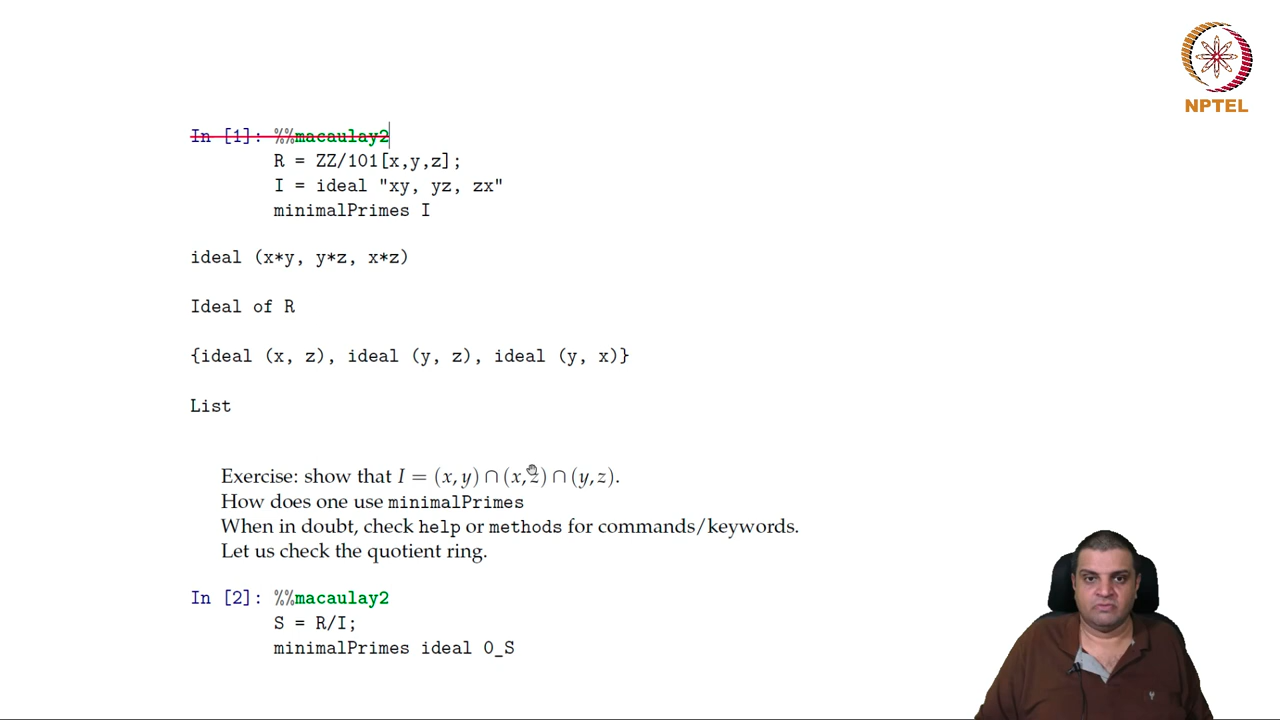 NPTEL
In [1]: %%macaulay2
R = ZZ/101[x,y,z];
I = ideal "xy, yz, zx"
minimalPrimes I
ideal (x*y, y*z, x*z)
Ideal of R
{ideal (x, z), ideal (y, z), ideal (y, x)}
List
Exercise: show that I = (x, y) ∩ (x, z) ∩ (y, z).
How does one use minimalPrimes
When in doubt, check help or methods for commands/keywords.
Let us check the quotient ring.
In [2]: %%macaulay2
S = R/I;
minimalPrimes ideal 0_S